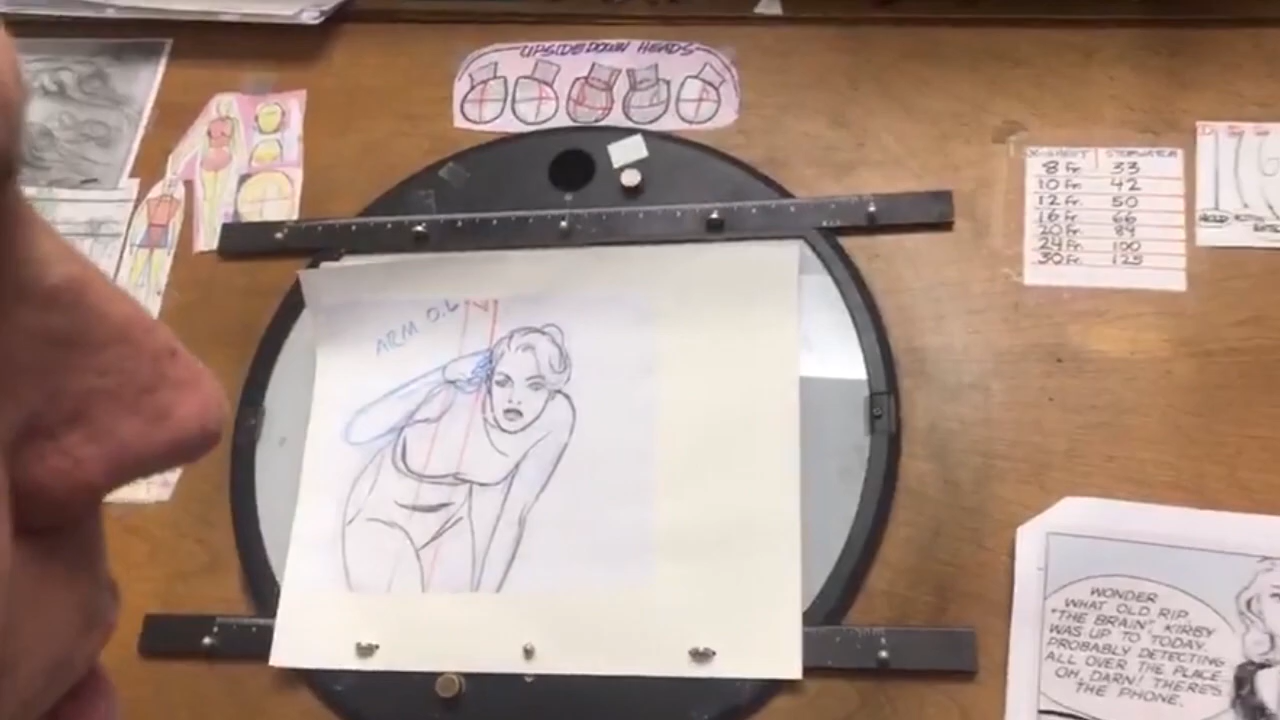 UPSIDE DOWN HEADS
8 Fr. 33
10 Fr. 42
12 Fr. 50
16 Fr. 66
20 Fr. 84
24 Fr. 100
30 Fr. 125
ARM O.L
WONDER
WHAT OLD RIP
"THE BRAIN" KIRBY
WAS UP TO TODAY.
PROBABLY DETECTING
ALL OVER THE PLACE.
OH, DARN! THERE'S
THE PHONE.